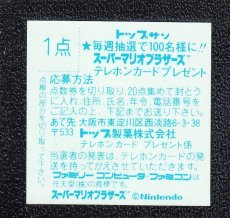 トップサン
1点
★毎週抽選で100名様に!!
スーパーマリオブラザーズ
テレホンカードプレゼント
応募方法
点数券を切り取り、20点集めて封とう
に入れ、住所、氏名、年令、電話番号を
ご記入の上、下記までお送り下さい。
あて先 大阪市東淀川区西淡路6-3-38
〒533 トップ製菓株式会社
テレホンカードプレゼント係
当選者の発表は、テレホンカードの発
送を持ってかえさせていただきます。
ファミリーコンピュータ・ファミコン
は任天堂(株)の商標です。
スーパーマリオブラザーズ ©Nintendo